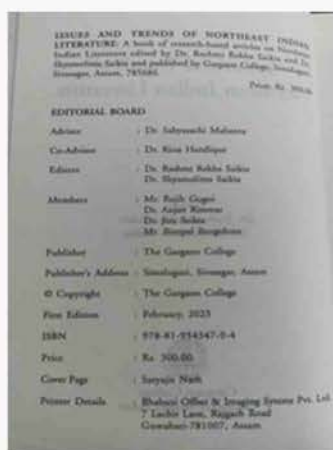 ISSUES AND TRENDS OF NORTHEAST INDIAN
LITERATURE: A book of research-based articles on Northeast
Indian Literature edited by Dr. Rashmi Rekha Saikia and Dr.
Shyamolima Saikia and published by Gargaon College, Simaluguri,
Sivasagar, Assam, 785686.
Price: Rs. 300.00
EDITORIAL BOARD
Advisor : Dr. Sabyasachi Mahanta
Co-Advisor : Dr. Rina Handique
Editors : Dr. Rashmi Rekha Saikia
Dr. Shyamolima Saikia
Members : Mr. Rajib Gogoi
Dr. Anjan Konwar
Dr. Jitu Saikia
Mr. Borgohain
Publisher : The Gargaon College
Publisher's Address : Simaluguri, Sivasagar, Assam
© Copyright : The Gargaon College
First Edition : February, 2023
ISBN : 978-81-954347-0-4
Price : Rs. 300.00
Cover Page : Nath
Printer Details : Bhabani Offset & Imaging Systems Pvt. Ltd.
7 Lachit Lane, Rajgarh Road
Guwahati-781007, Assam